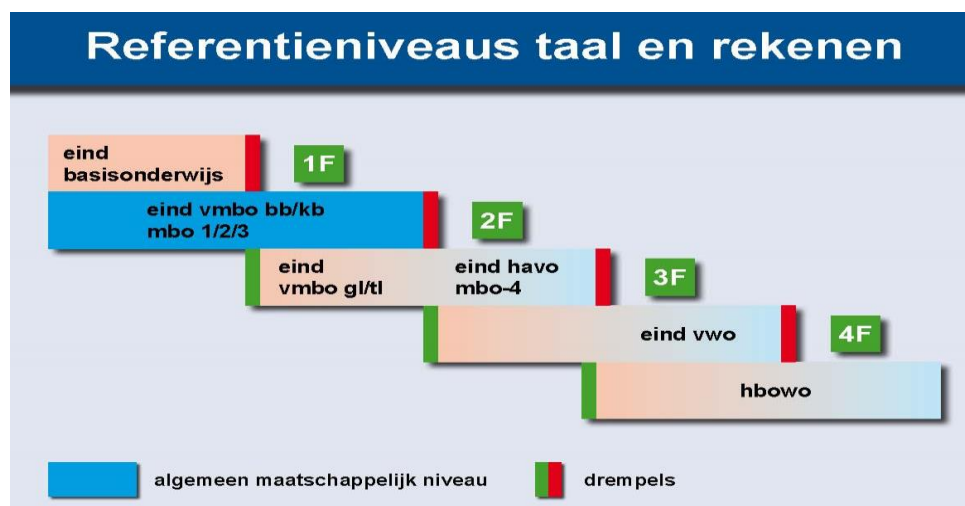 Referentieniveaus taal en rekenen
eind
basisonderwijs
1F
eind vmbo bb/kb
mbo 1/2/3
2F
eind
vmbo gl/tl
eind havo
mbo-4
3F
eind vwo
4F
hbowo
algemeen maatschappelijk niveau
drempels